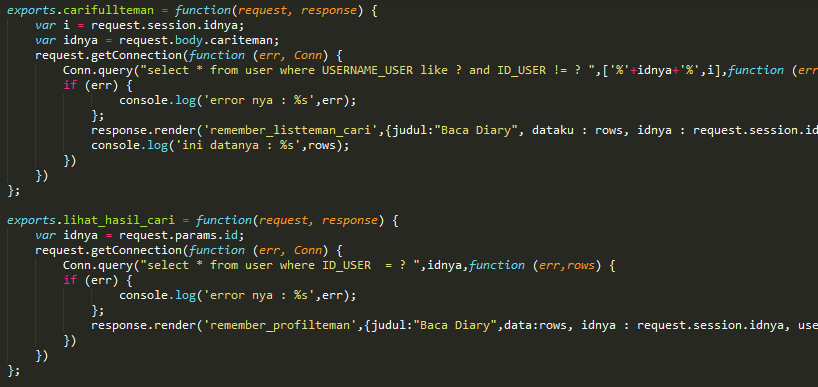 exports.carifullteman = function(request, response) {
var i = request.session.idnya;
var idnya = request.body.cariteman;
request.getConnection(function (err, Conn) {
Conn.query("select * from user where USERNAME_USER like ? and ID_USER != ? ",['%'+idnya+'%',i],function (err
if (err) {
console.log('error nya : %s',err);
};
response.render('remember_listteman_cari',{judul:"Baca Diary", dataku : rows, idnya : request.session.id
console.log('ini datanya : %s',rows);
})
})
};
exports.lihat_hasil_cari = function(request, response) {
var idnya = request.params.id;
request.getConnection(function (err, Conn) {
Conn.query("select * from user where ID_USER  = ? ",idnya,function (err,rows) {
if (err) {
console.log('error nya : %s',err);
};
response.render('remember_profilteman',{judul:"Baca Diary",data:rows, idnya : request.session.idnya, use
})
})
};